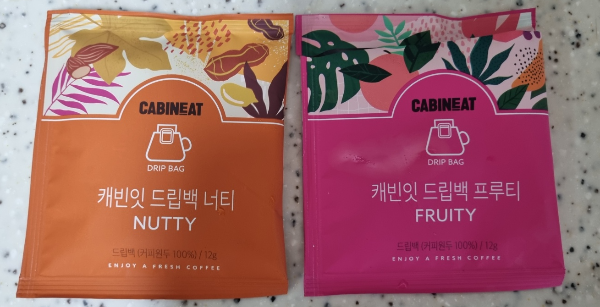 CABINEAT
DRIP BAG
캐빈잇 드립백 너티
NUTTY
드립백 (커피원두 100%) / 12g
ENJOY A FRESH COFFEE
CABINEAT
DRIP BAG
캐빈잇 드립백 프루티
FRUITY
드립백 (커피원두 100%) / 12g
ENJOY A FRESH COFFEE